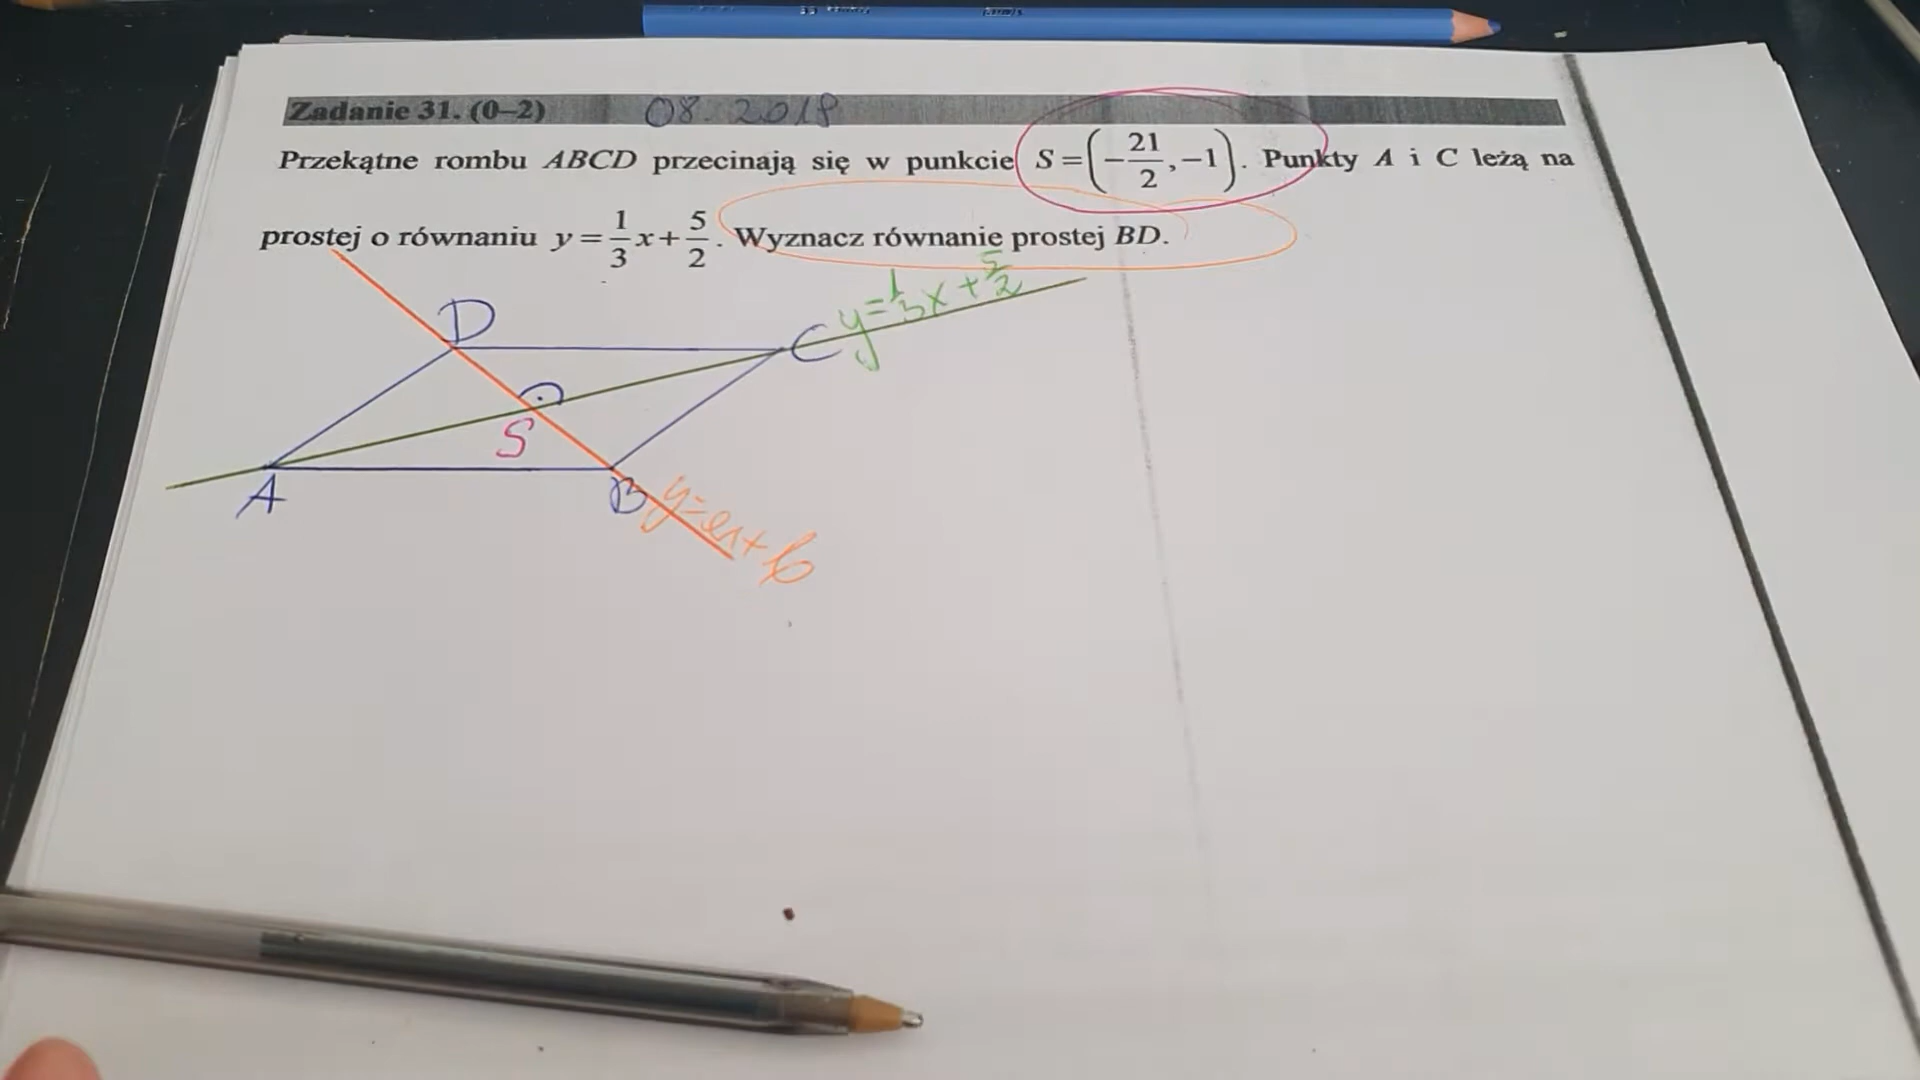 Zadanie 31. (0–2) 08.2018
Przekątne rombu ABCD przecinają się w punkcie S=(-21/2,-1). Punkty A i C leżą na
prostej o równaniu y=1/3x+5/2. Wyznacz równanie prostej BD.
y=1/3x+5/2
D
C
S
A
B
y=ax+b